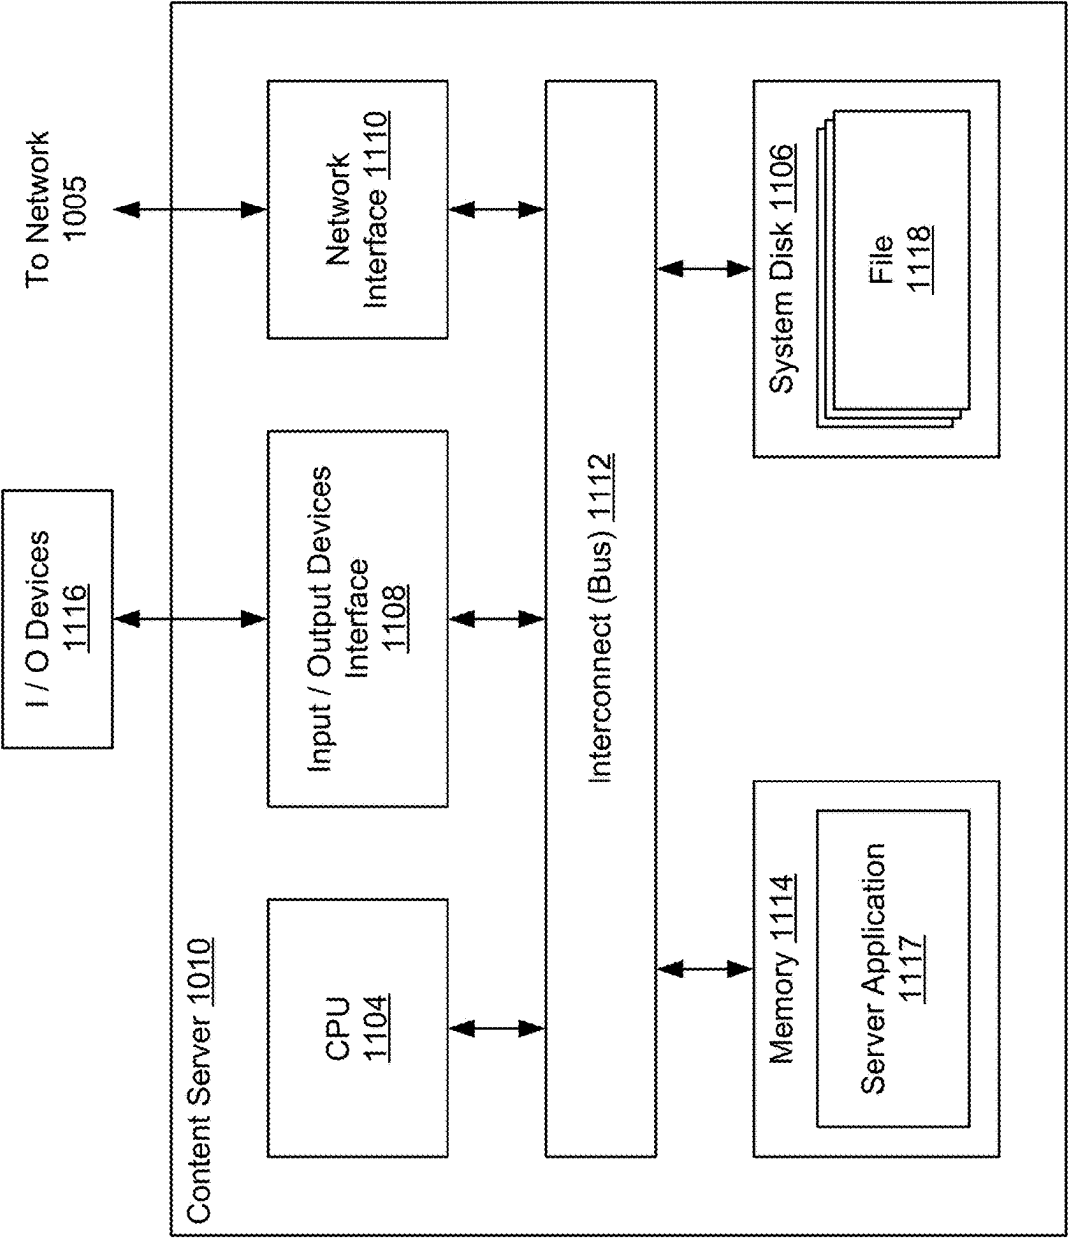 I / O Devices
1116
To Network
1005
Content Server 1010
CPU
1104
Input / Output Devices
Interface
1108
Network
Interface 1110
Interconnect (Bus) 1112
Memory 1114
Server Application
1117
System Disk 1106
File
1118